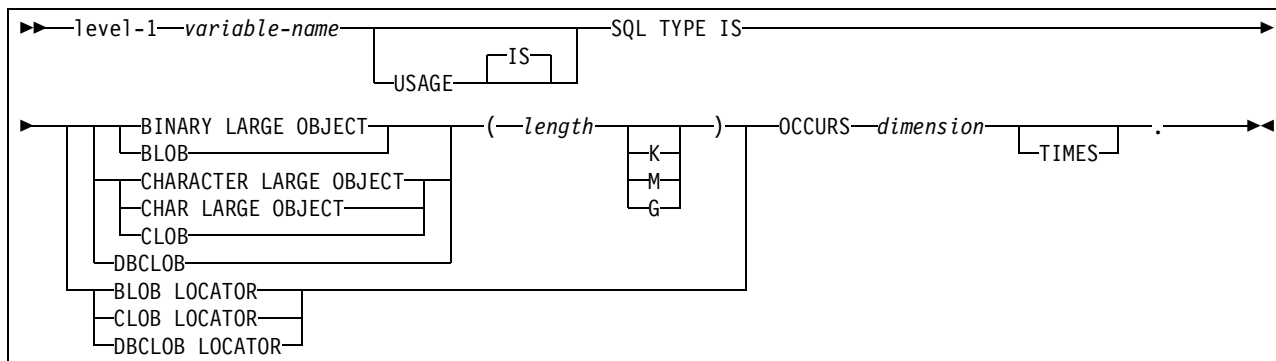 level-1 variable-name SQL TYPE IS
IS
USAGE
BINARY LARGE OBJECT ( length ) OCCURS dimension .
BLOB K TIMES
CHARACTER LARGE OBJECT M
CHAR LARGE OBJECT G
CLOB
DBCLOB
BLOB LOCATOR
CLOB LOCATOR
DBCLOB LOCATOR